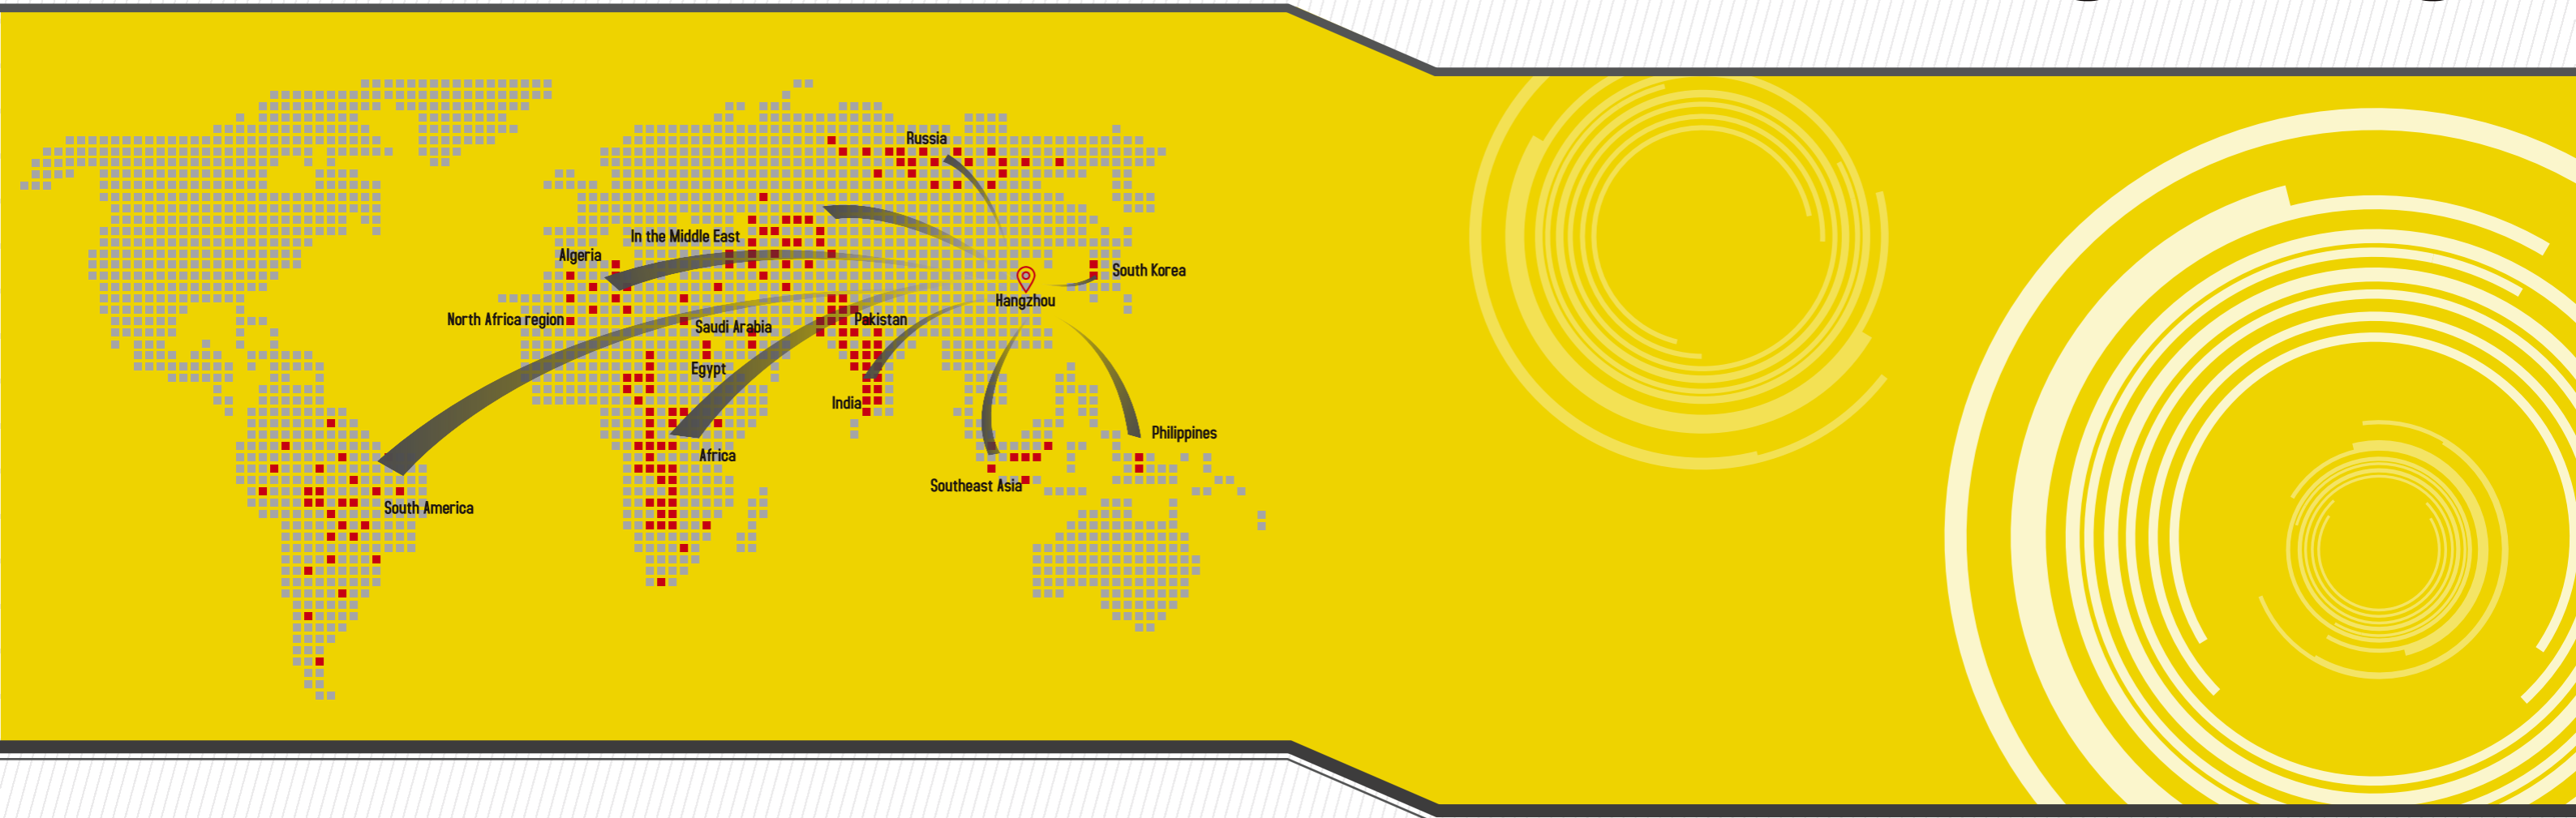 Russia
In the Middle East
Algeria
South Korea
Hangzhou
North Africa region
Pakistan
Saudi Arabia
Egypt
India
Philippines
Africa
Southeast Asia
South America